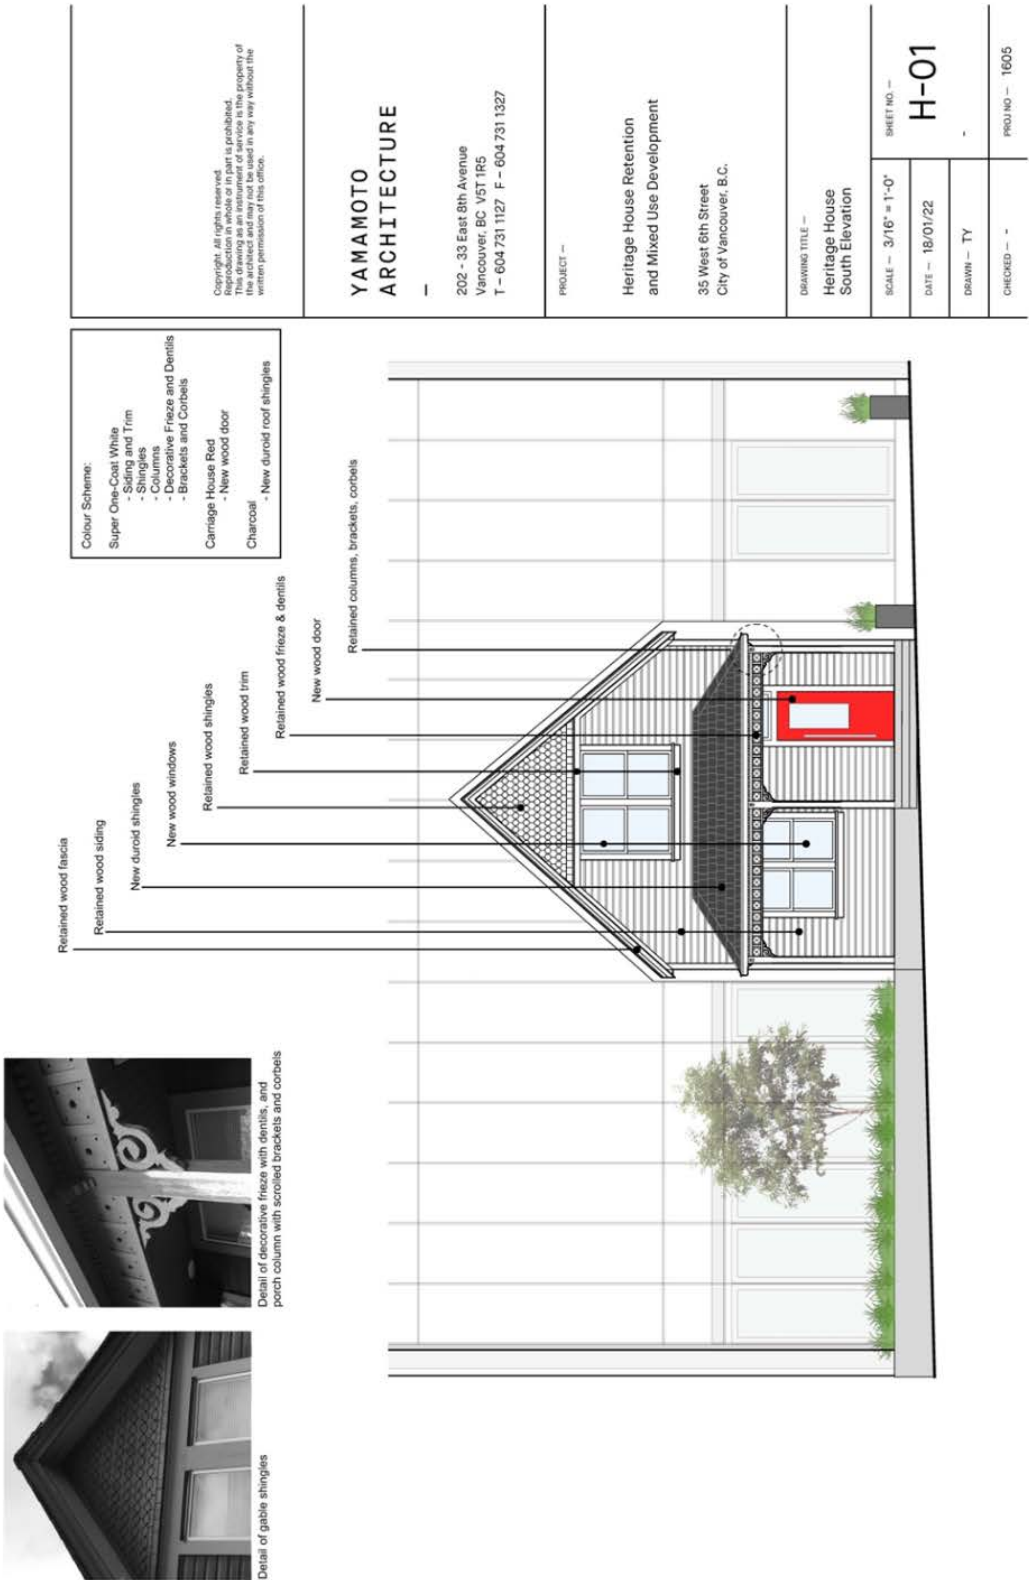 Detail of gable shingles
Detail of decorative frieze with dentils, and
porch column with scrolled brackets and corbels
Retained wood fascia
Retained wood siding
New duroid shingles
New wood windows
Retained wood shingles
Retained wood trim
Retained wood frieze & dentils
New wood door
Retained columns, brackets, corbels
Colour Scheme:
Super One-Coat White
- Siding and Trim
- Shingles
- Columns
- Decorative Frieze and Dentils
- Brackets and Corbels
Carriage House Red
- New wood door
Charcoal
- New duroid roof shingles
Copyright. All rights reserved.
Reproduction in whole or in part is prohibited.
This drawing as an instrument of service is the property of
the architect and may not be used in any way without the
written permission of this office.
YAMAMOTO
ARCHITECTURE
—
202 - 33 East 8th Avenue
Vancouver, BC V5T 1R5
T – 604 731 1127 F – 604 731 1327
PROJECT —
Heritage House Retention
and Mixed Use Development
35 West 6th Street
City of Vancouver, B.C.
DRAWING TITLE —
Heritage House
South Elevation
SCALE — 3/16" = 1'-0"
DATE — 18/01/22
DRAWN — TY
CHECKED — -
SHEET NO. —
H-01
-
PROJ NO — 1605